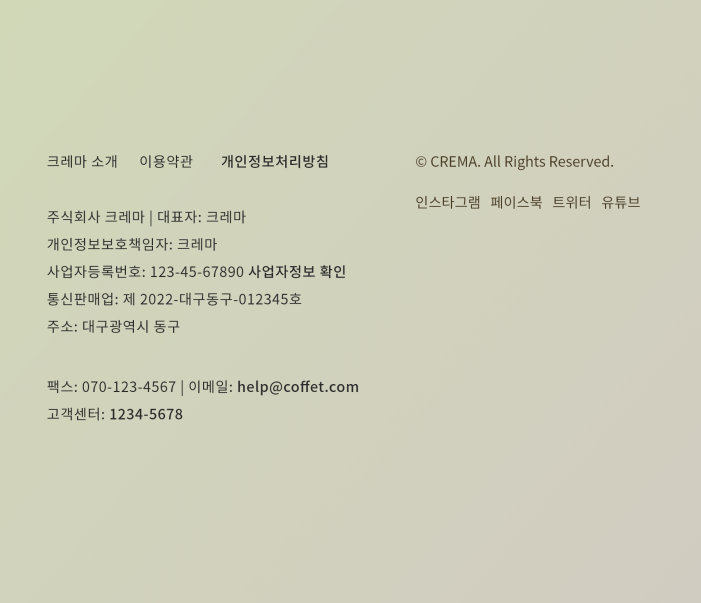 크레마 소개 이용약관 개인정보처리방침
주식회사 크레마 | 대표자: 크레마
개인정보보호책임자: 크레마
사업자등록번호: 123-45-67890 사업자정보 확인
통신판매업: 제 2022-대구동구-012345호
주소: 대구광역시 동구
팩스: 070-123-4567 | 이메일: help@coffet.com
고객센터: 1234-5678
© CREMA. All Rights Reserved.
인스타그램 페이스북 트위터 유튜브